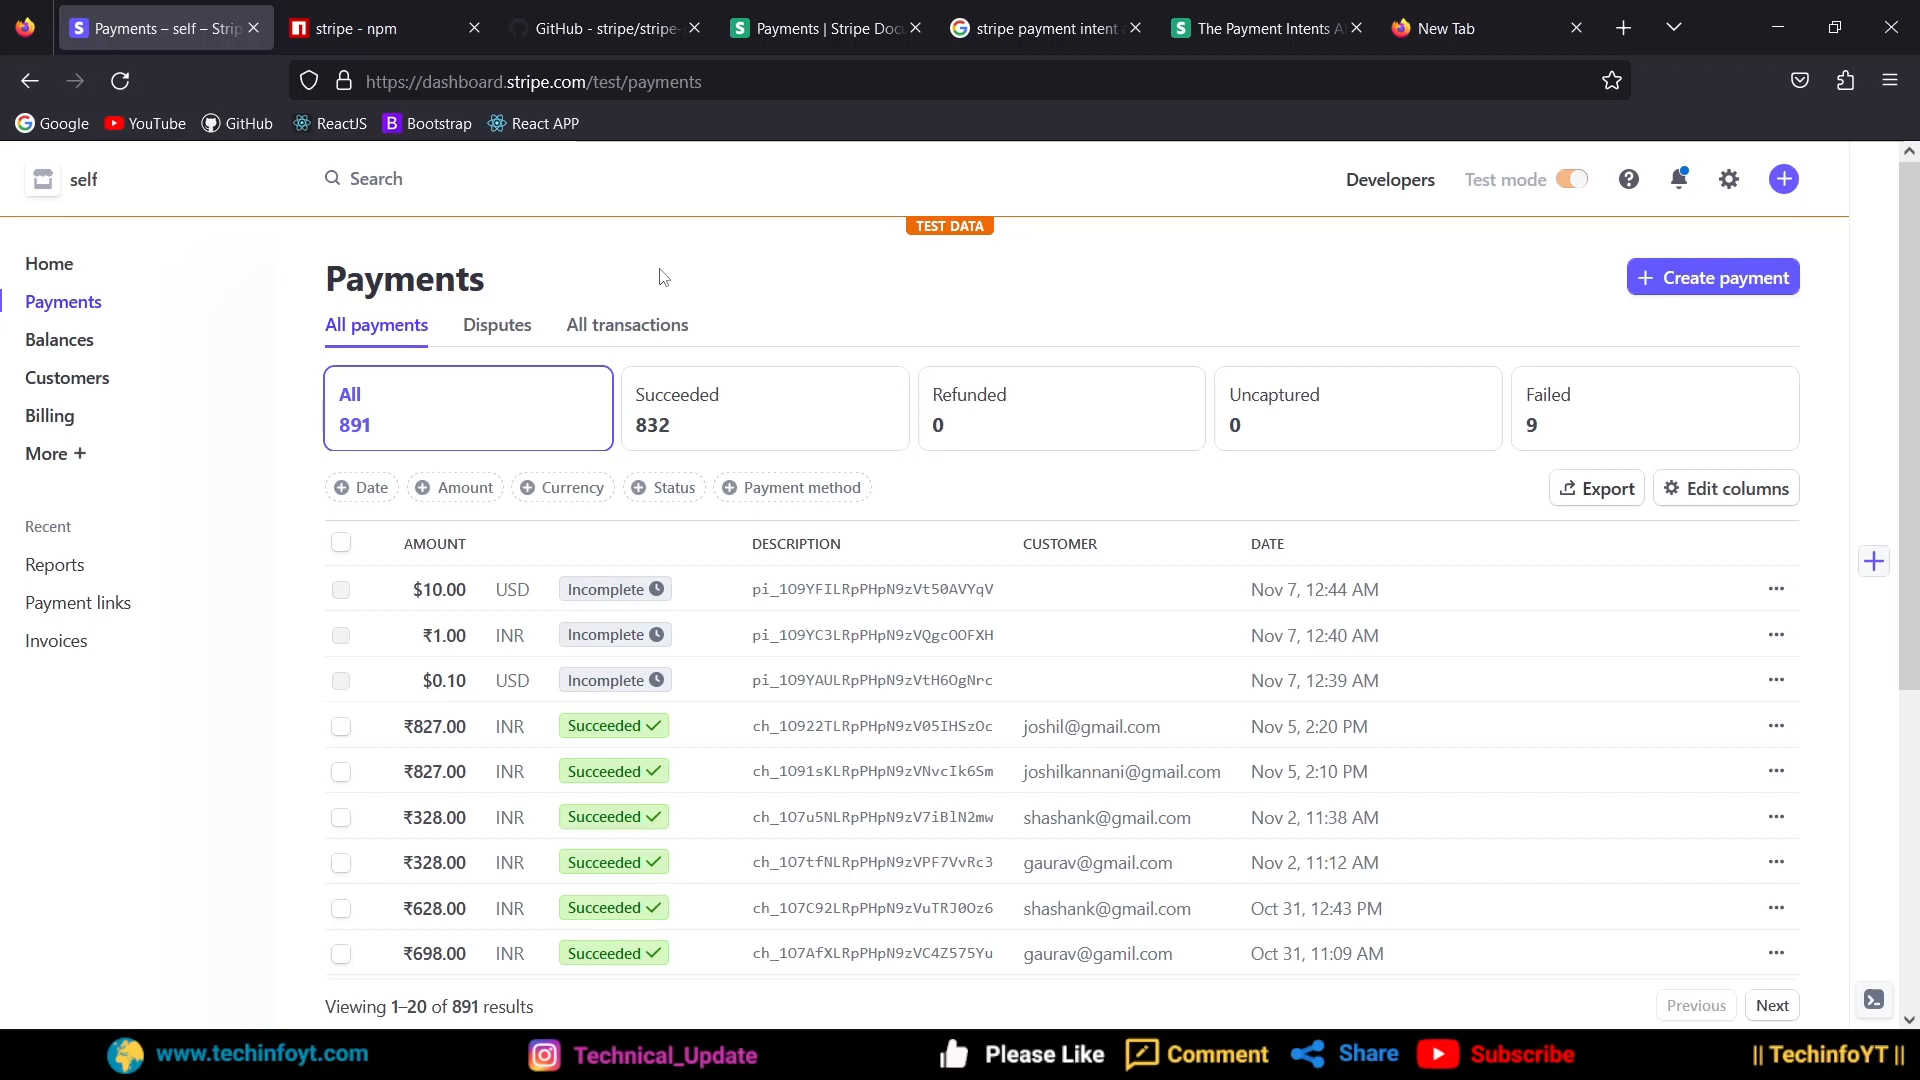 Payments – self – Strip
stripe - npm
GitHub - stripe/stripe-
Payments | Stripe Docu
stripe payment intent
The Payment Intents A
New Tab
https://dashboard.stripe.com/test/payments
Google
YouTube
GitHub
ReactJS
Bootstrap
React APP
self
Search
Developers
Test mode
TEST DATA
Home
Payments
Balances
Customers
Billing
More +
Recent
Reports
Payment links
Invoices
Payments
+ Create payment
All payments
Disputes
All transactions
All
891
Succeeded
832
Refunded
0
Uncaptured
0
Failed
9
Date
Amount
Currency
Status
Payment method
Export
Edit columns
AMOUNT DESCRIPTION CUSTOMER DATE
$10.00 USD Incomplete pi_1O9YFILRpPHpN9zVt50AVYqV Nov 7, 12:44 AM
₹1.00 INR Incomplete pi_1O9YC3LRpPHpN9zVQgcOOFXH Nov 7, 12:40 AM
$0.10 USD Incomplete pi_1O9YAULRpPHpN9zVtH6OgNrc Nov 7, 12:39 AM
₹827.00 INR Succeeded ch_1O922TLRpPHpN9zV05IHSzOc joshil@gmail.com Nov 5, 2:20 PM
₹827.00 INR Succeeded ch_1O91sKLRpPHpN9zVNvcIk6Sm joshilkannani@gmail.com Nov 5, 2:10 PM
₹328.00 INR Succeeded ch_1O7u5NLRpPHpN9zV7iBlN2mw shashank@gmail.com Nov 2, 11:38 AM
₹328.00 INR Succeeded ch_1O7tfNLRpPHpN9zVPF7VvRc3 gaurav@gmail.com Nov 2, 11:12 AM
₹628.00 INR Succeeded ch_1O7C92LRpPHpN9zVuTRJ0Oz6 shashank@gmail.com Oct 31, 12:43 PM
₹698.00 INR Succeeded ch_1O7AfXLRpPHpN9zVC4Z575Yu gaurav@gamil.com Oct 31, 11:09 AM
Viewing 1–20 of 891 results
Previous
Next
www.techinfoyt.com
Technical_Update
Please Like
Comment
Share
Subscribe
|| TechinfoYT ||